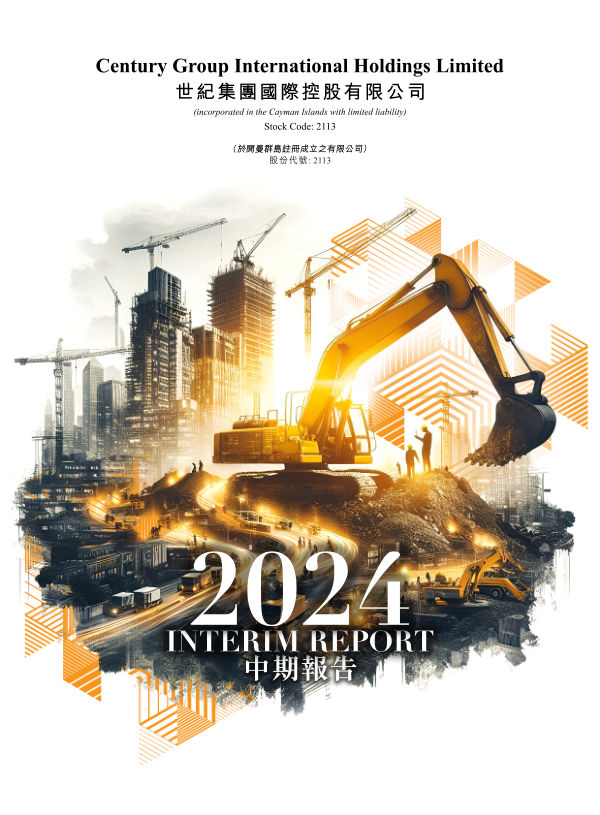 Century Group International Holdings Limited
世紀集團國際控股有限公司
(incorporated in the Cayman Islands with limited liability)
Stock Code: 2113
（於開曼群島註冊成立之有限公司）
股份代號: 2113
2024
INTERIM REPORT
中期報告